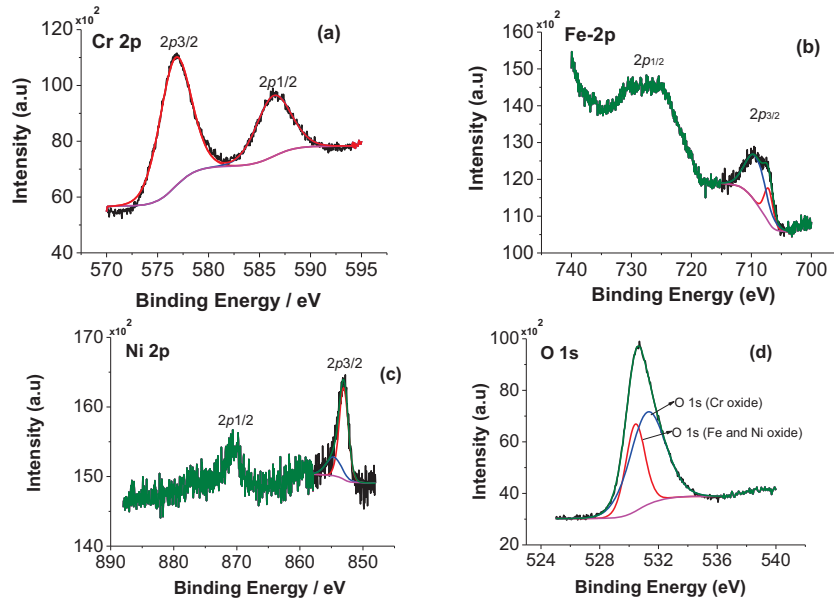 x10²
Cr 2p
2p3/2
(a)
2p1/2
120
100
80
60
40
Intensity (a.u)
570 575 580 585 590 595
Binding Energy / eV
x10²
Fe-2p
(b)
2p1/2
2p3/2
160
150
140
130
120
110
100
Intensity (a.u)
740 730 720 710 700
Binding Energy (eV)
x10²
Ni 2p
2p3/2
(c)
2p1/2
170
160
150
140
Intensity (a.u)
880 870 860 850
Binding Energy / eV
x10²
O 1s
(d)
O 1s (Cr oxide)
O 1s (Fe and Ni oxide)
100
80
60
40
20
Intensity (a.u)
524 528 532 536 540
Binding Energy (eV)